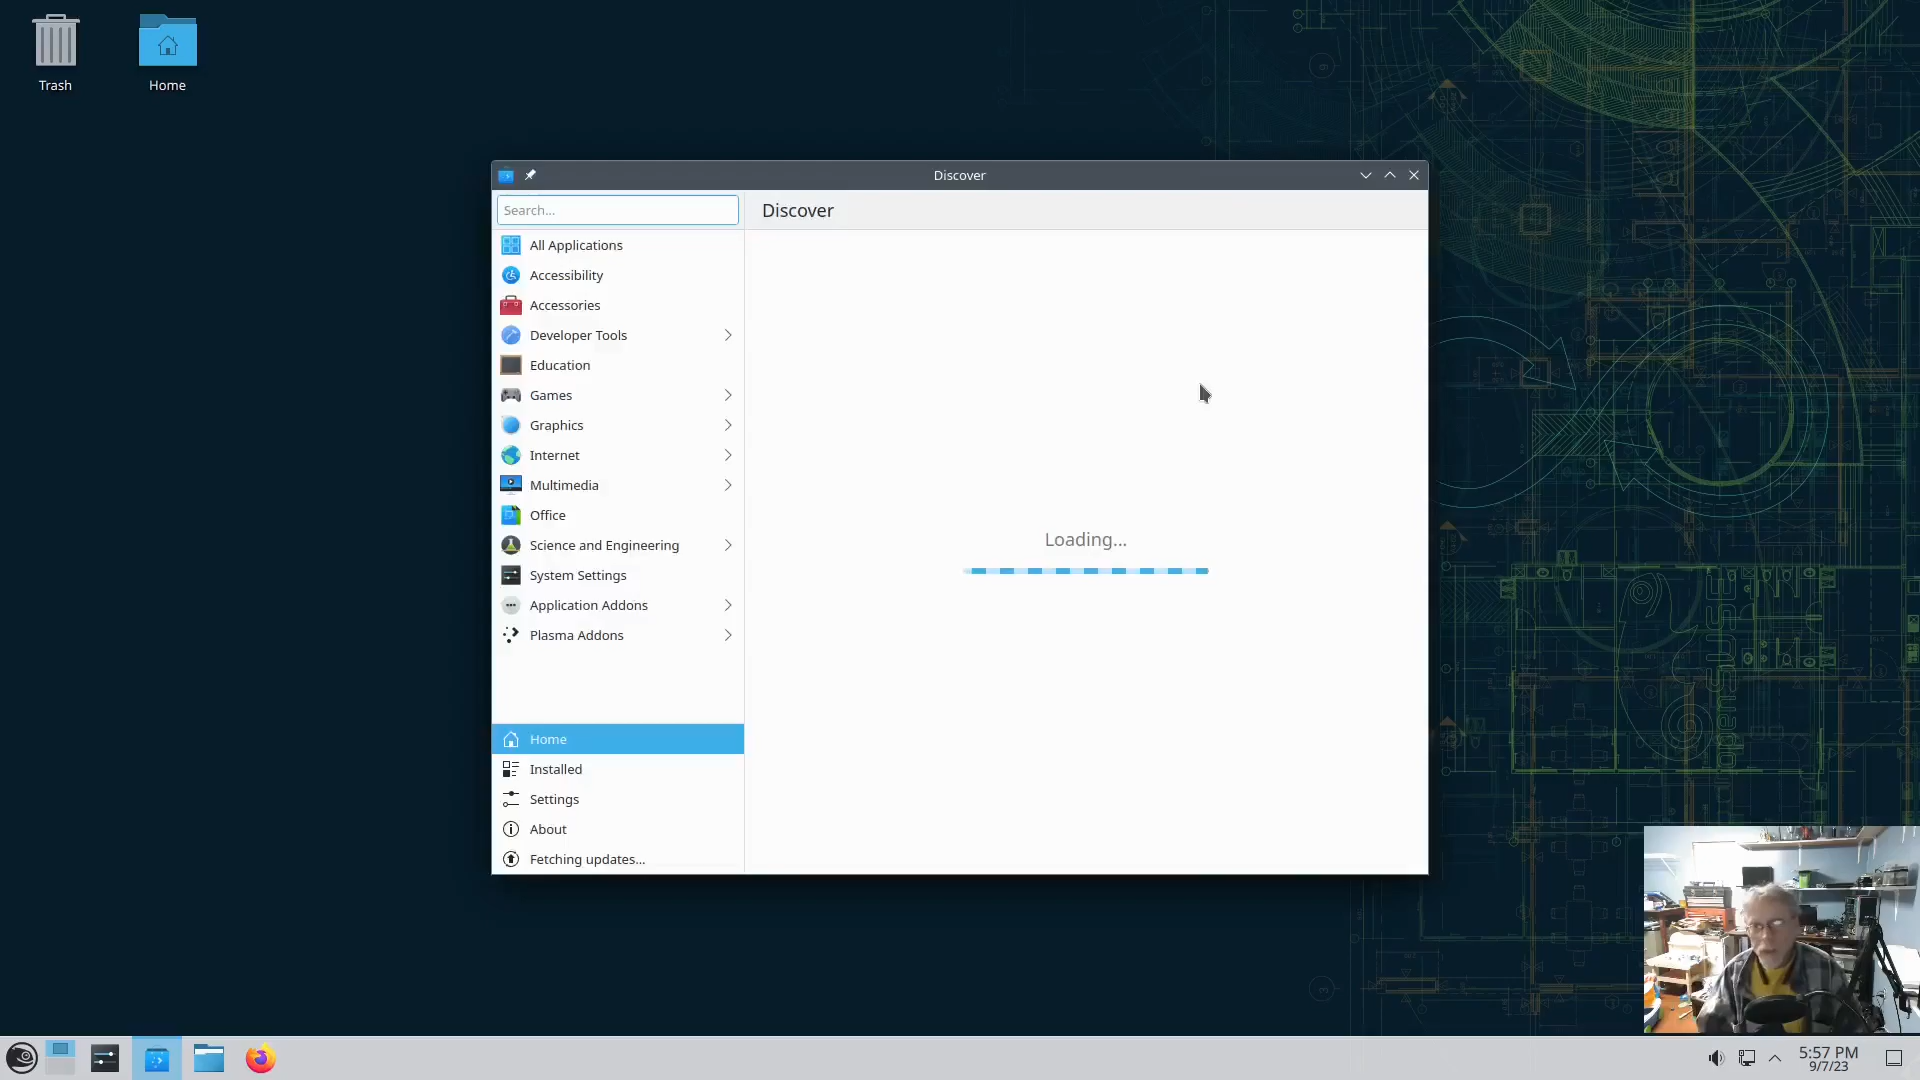 Trash
Home
Discover
Search...
Discover
All Applications
Accessibility
Accessories
Developer Tools
Education
Games
Graphics
Internet
Multimedia
Office
Science and Engineering
System Settings
Application Addons
Plasma Addons
Loading...
Home
Installed
Settings
About
Fetching updates...
openSUSE
5:57 PM
9/7/23